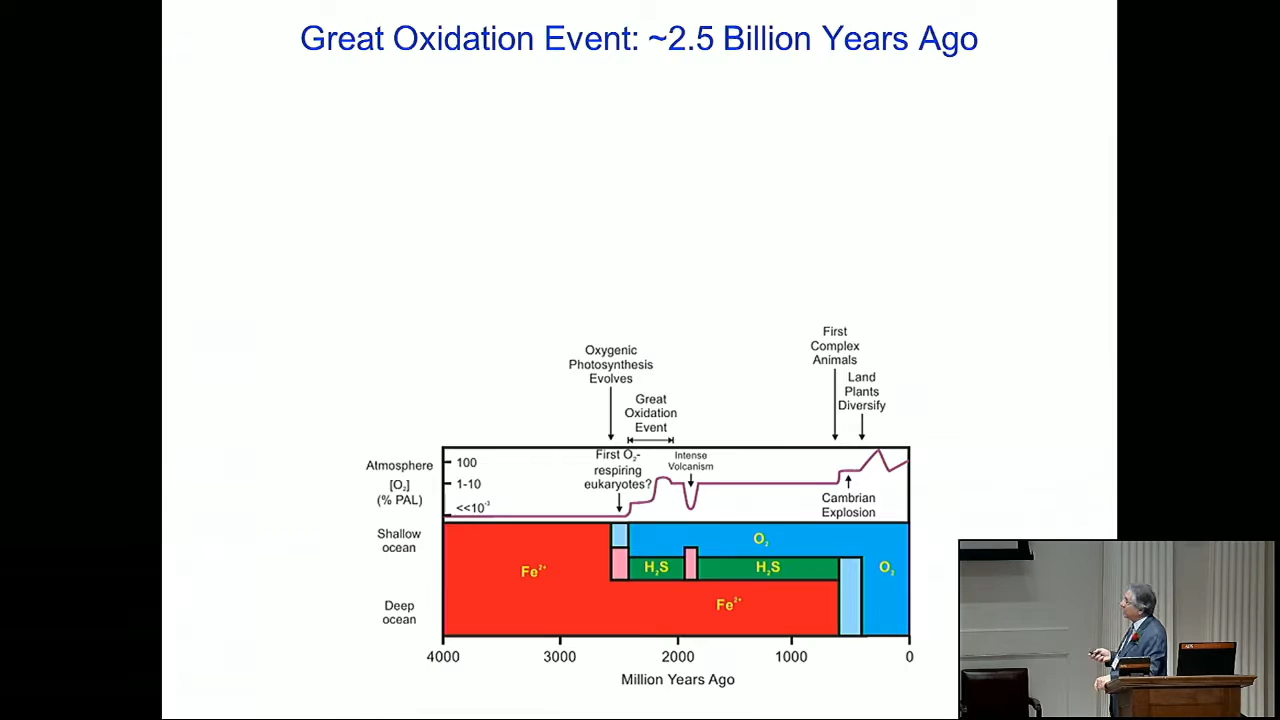 Great Oxidation Event: ~2.5 Billion Years Ago
First
Complex
Animals
Oxygenic
Photosynthesis
Evolves
Land
Plants
Diversify
Great
Oxidation
Event
First O₂-
respiring
eukaryotes?
Intense
Volcanism
Atmosphere
[O₂]
(% PAL)
100
1-10
<<10⁻³
Cambrian
Explosion
Shallow
ocean
O₂
Fe²⁺
H₂S
H₂S
O₂
Fe²⁺
Deep
ocean
4000
3000
2000
1000
0
Million Years Ago